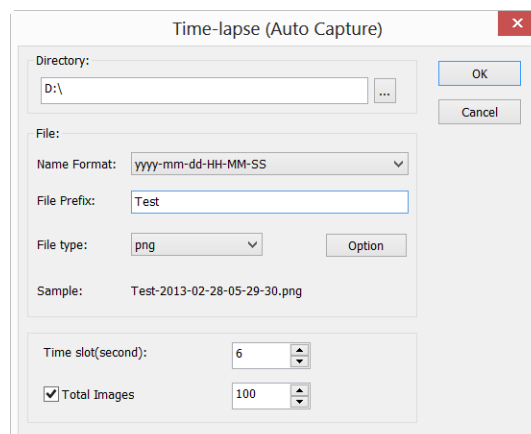 Time-lapse (Auto Capture)
Directory:
D:\
...
OK
Cancel
File:
Name Format: yyyy-mm-dd-HH-MM-SS
File Prefix: Test
File type: png Option
Sample: Test-2013-02-28-05-29-30.png
Time slot(second): 6
Total Images 100